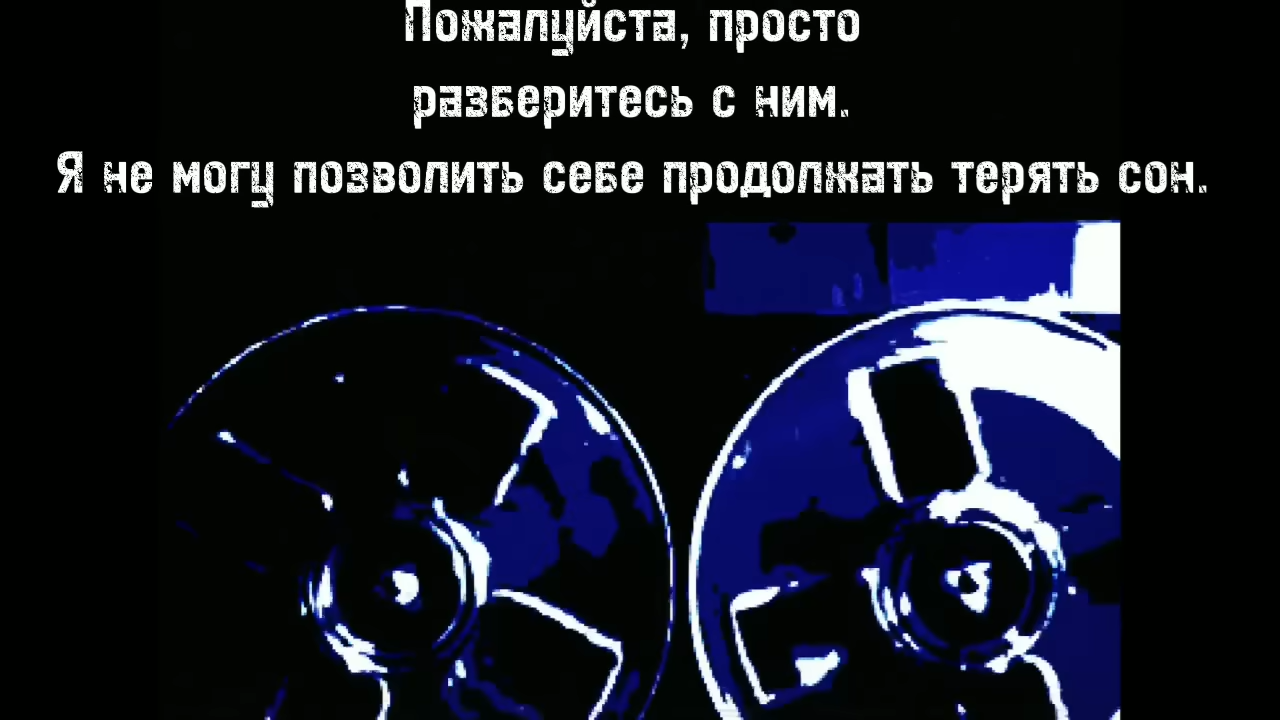 Пожалуйста, просто
разберитесь с ним.
Я не могу позволить себе продолжать терять сон.